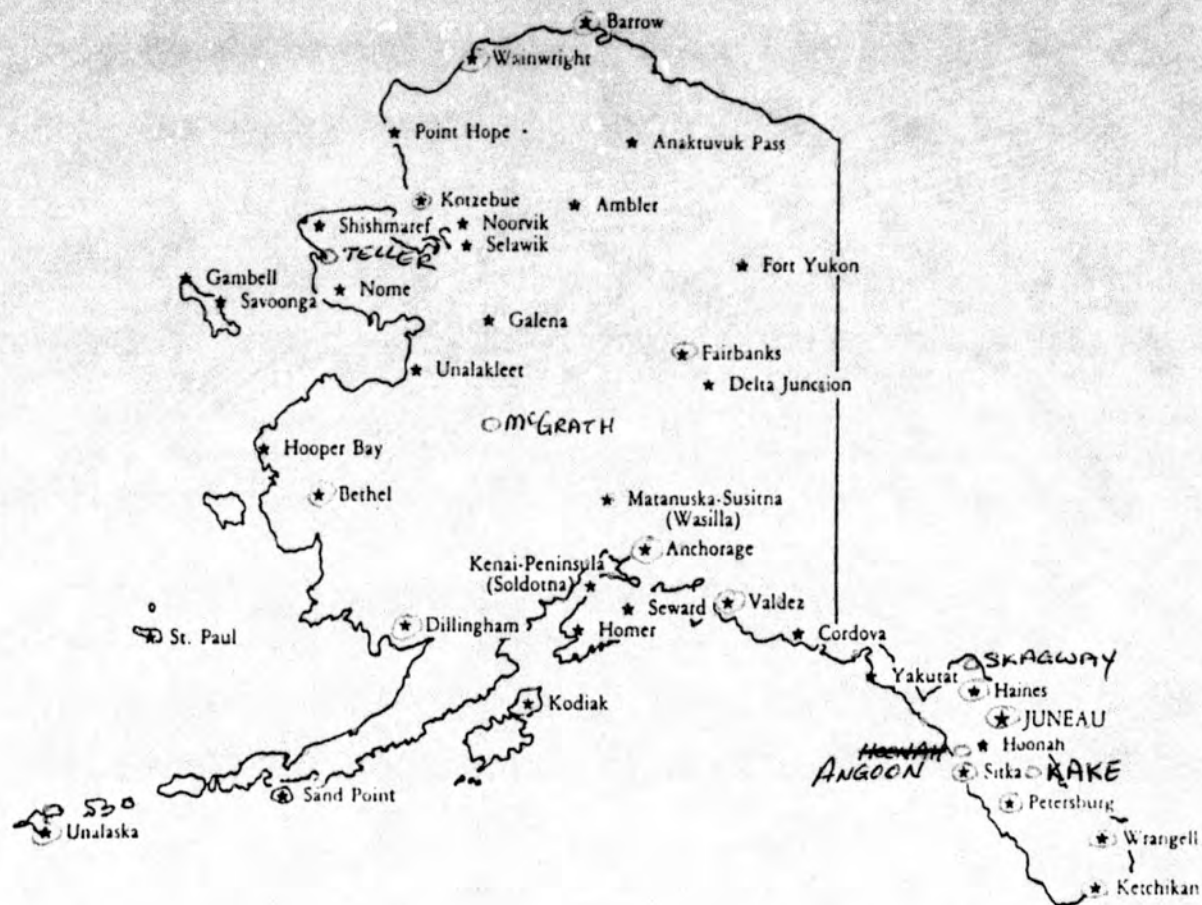 Barrow
Wainwright
Point Hope
Anaktuvuk Pass
Kotzebue
Ambler
Shishmaref
Noorvik
TELLER
Selawik
Fort Yukon
Gambell
Savoonga
Nome
Galena
Fairbanks
Unalakleet
Delta Junction
McGRATH
Hooper Bay
Bethel
Matanuska-Susitna
(Wasilla)
Anchorage
Kenai-Peninsula
(Soldotna)
Seward
Valdez
St. Paul
Dillingham
Homer
Cordova
SKAGWAY
Yakutat
Haines
Kodiak
JUNEAU
HOONAH
Hoonah
ANGOON
Sitka
KAKE
Sand Point
Petersburg
530
Unalaska
Wrangell
Ketchikan